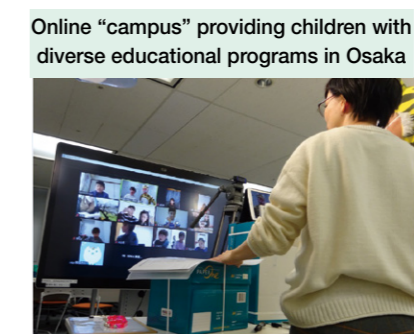 Online “campus” providing children with
diverse educational programs in Osaka